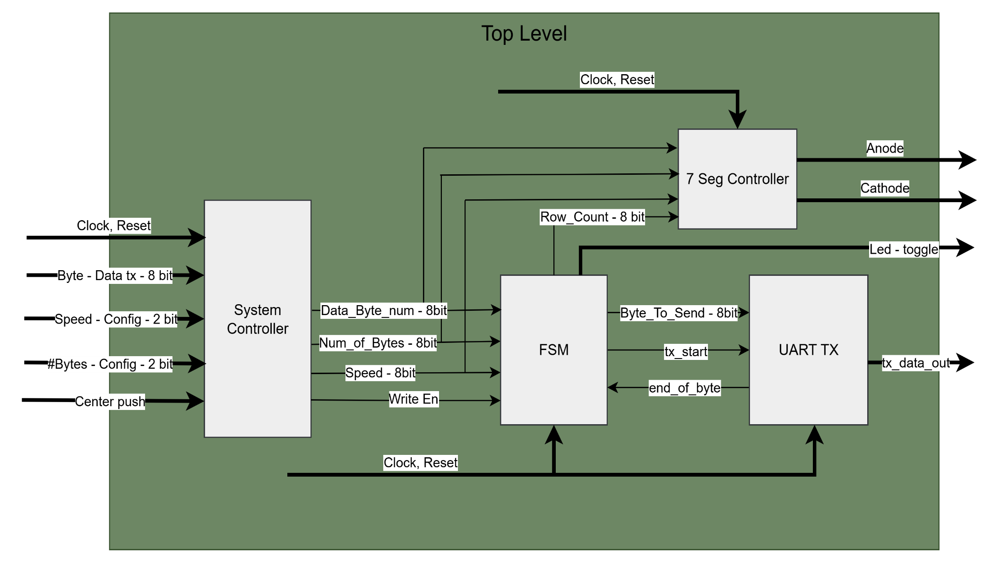 Top Level
Clock, Reset
Anode
7 Seg Controller
Cathode
Row_Count - 8 bit
Clock, Reset
Led - toggle
Byte - Data tx - 8 bit
Speed - Config - 2 bit
#Bytes - Config - 2 bit
Center push
System
Controller
Data_Byte_num - 8bit
Num_of_Bytes - 8bit
Speed - 8bit
Write En
FSM
Byte_To_Send - 8bit
tx_start
end_of_byte
UART TX
tx_data_out
Clock, Reset